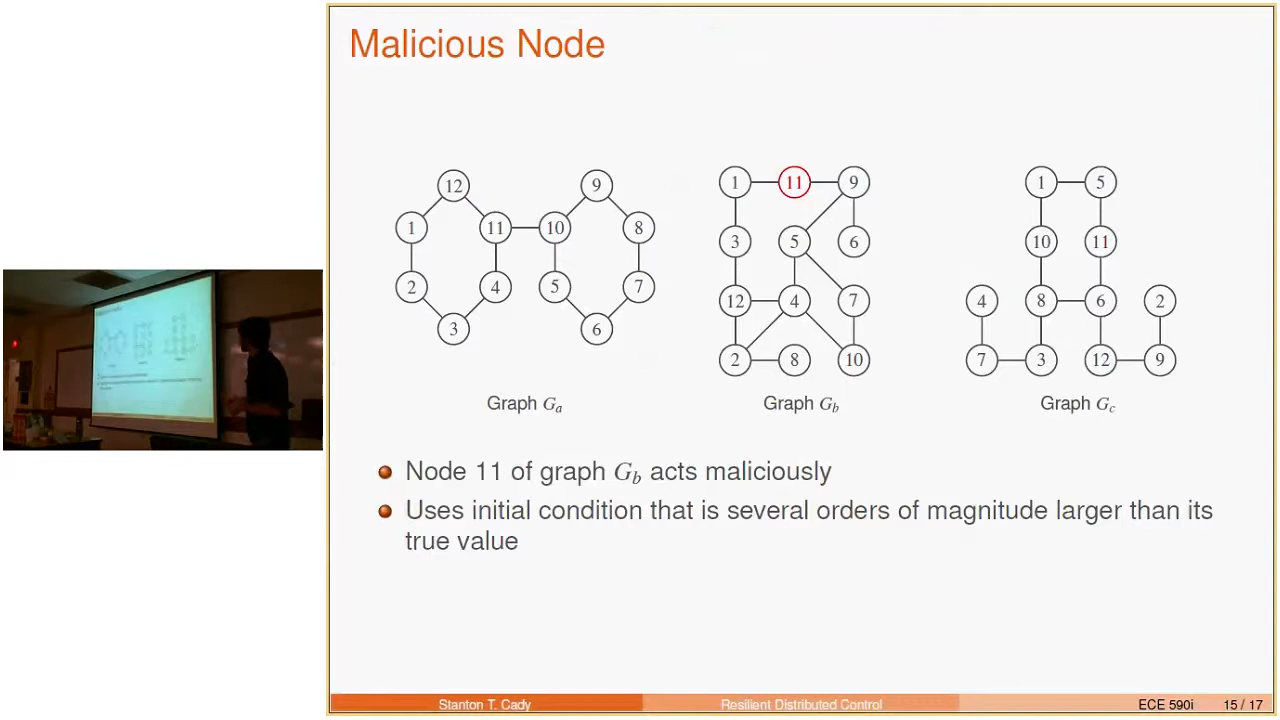 Malicious Node
12 9 1 11 9 1 5
1 11 10 8 3 5 6 10 11
2 4 5 7 12 4 7 4 8 6 2
3 6 2 8 10 7 3 12 9
Graph Ga Graph Gb Graph Gc
Node 11 of graph Gb acts maliciously
Uses initial condition that is several orders of magnitude larger than its
true value
Stanton T. Cady Resilient Distributed Control ECE 590i 15 / 17